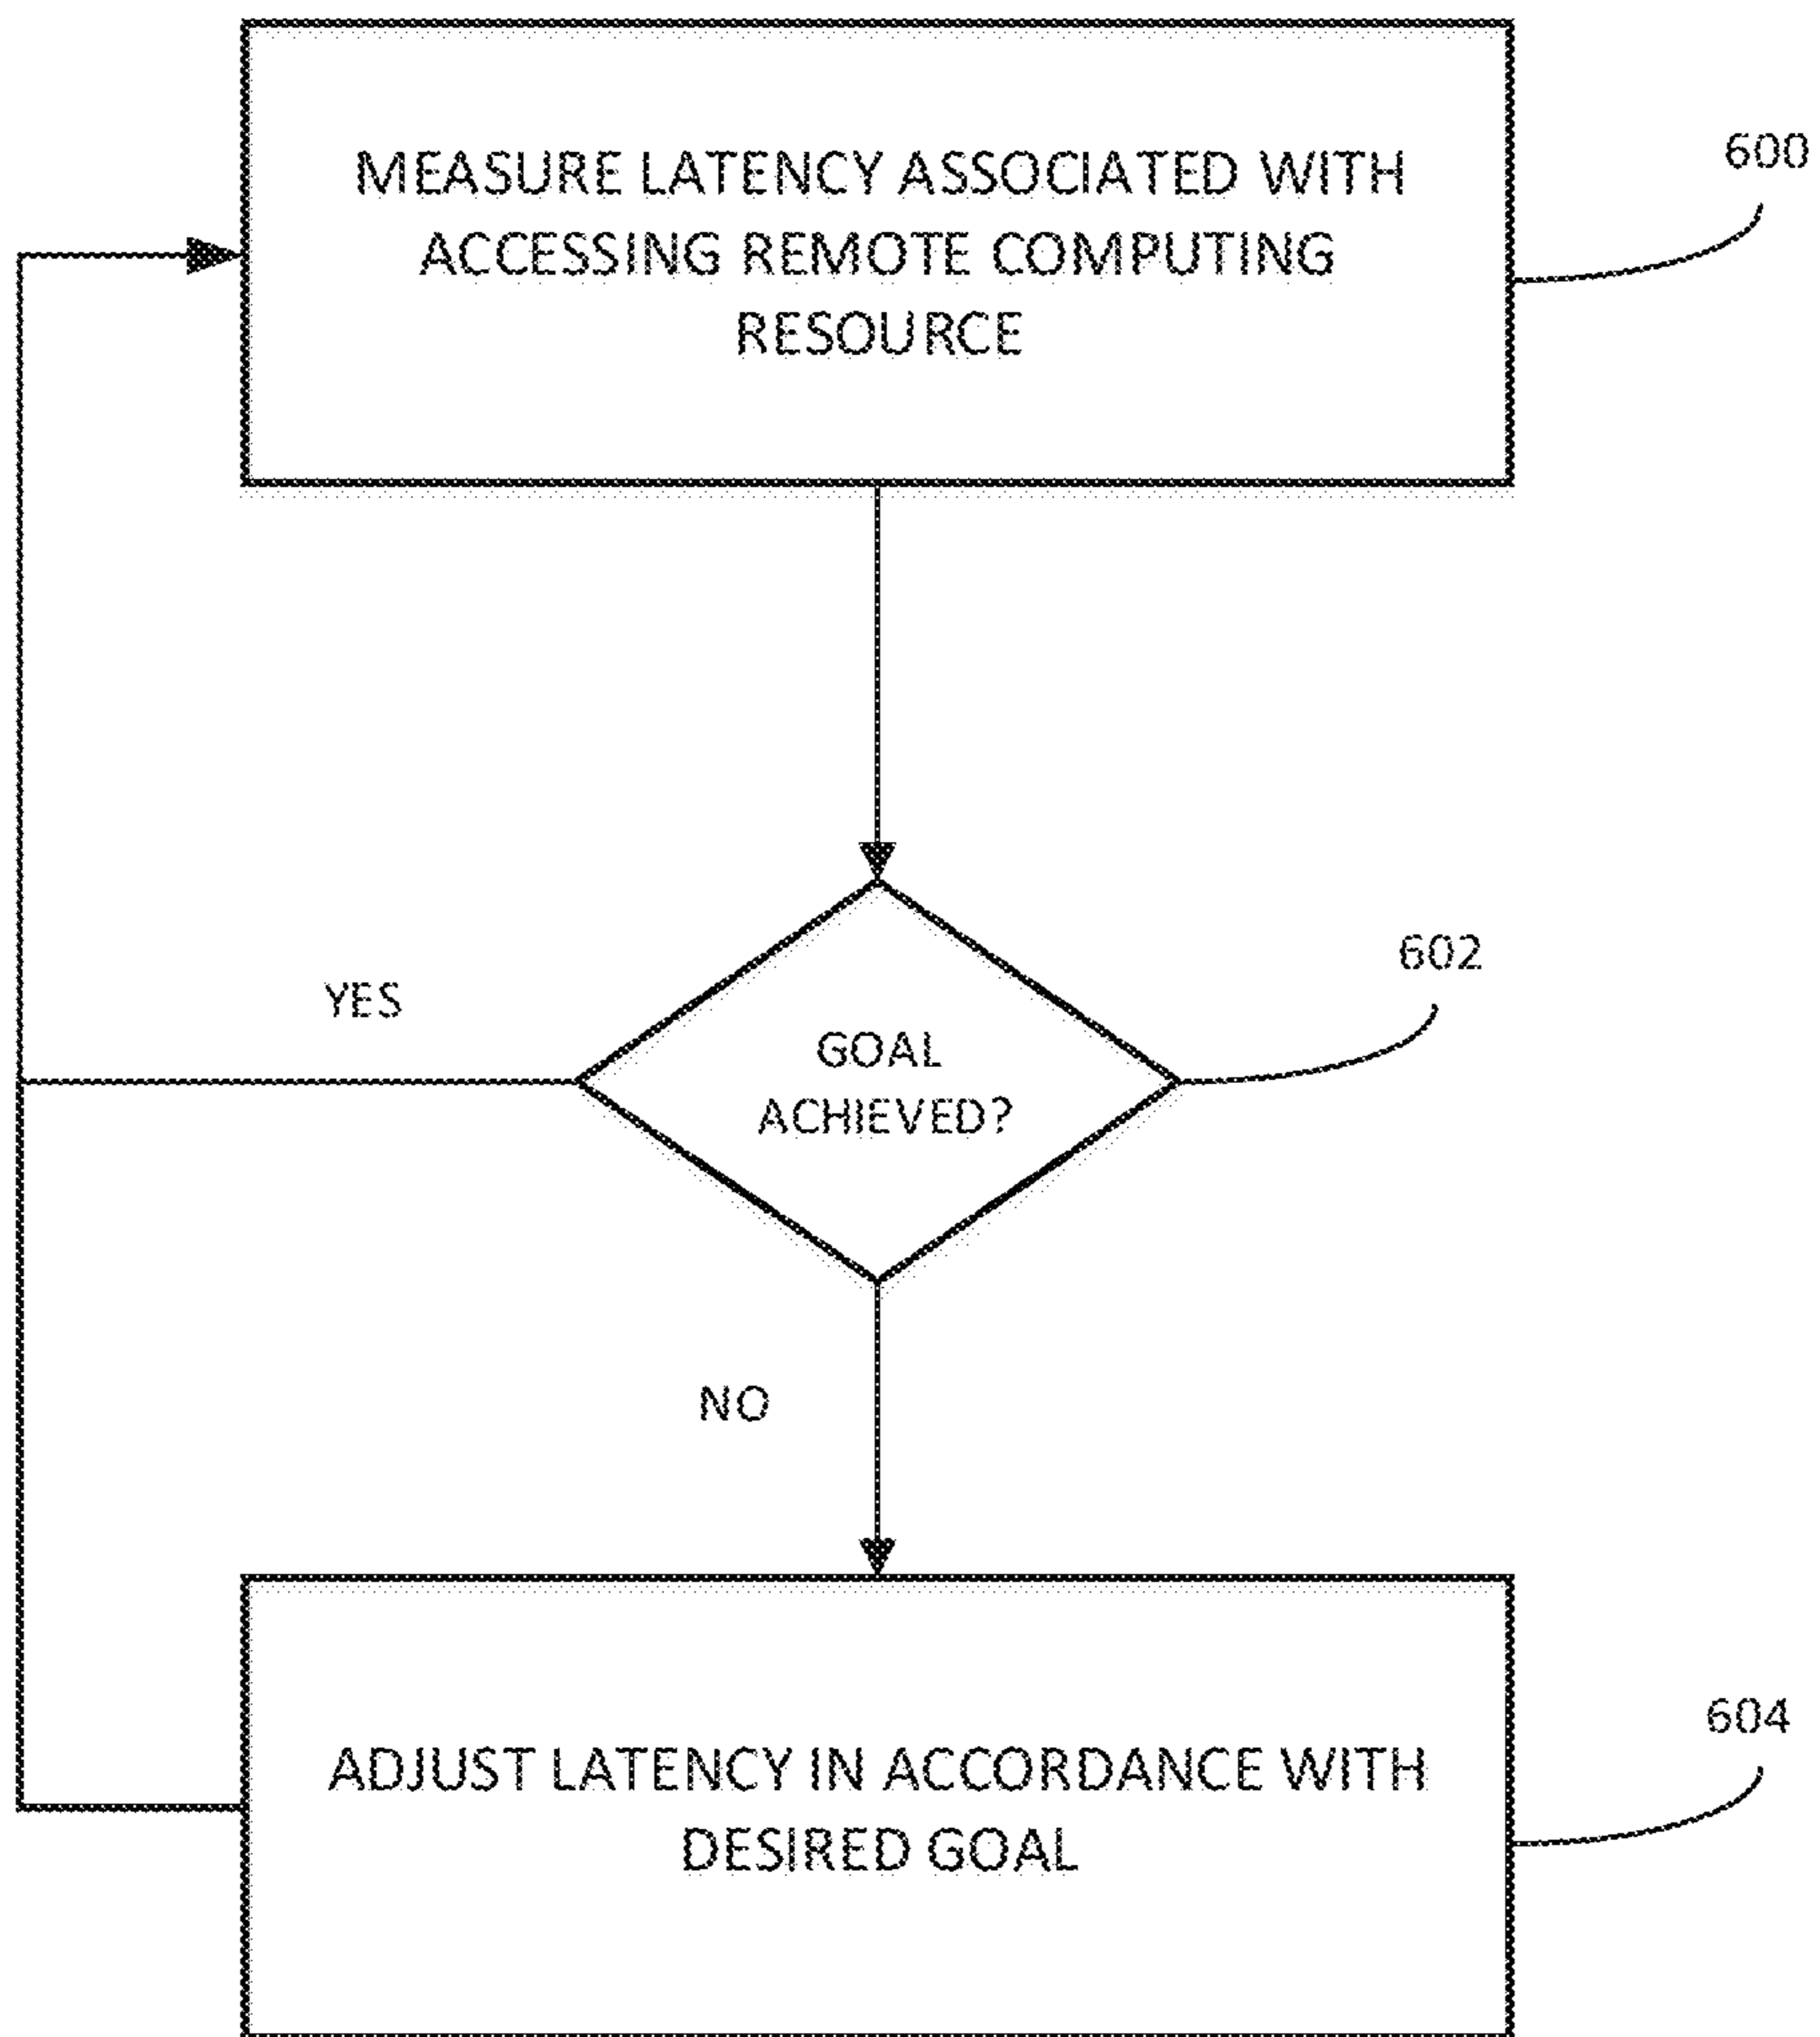 MEASURE LATENCY ASSOCIATED WITH
ACCESSING REMOTE COMPUTING
RESOURCE
600
YES
GOAL
ACHIEVED?
602
NO
ADJUST LATENCY IN ACCORDANCE WITH
DESIRED GOAL
604